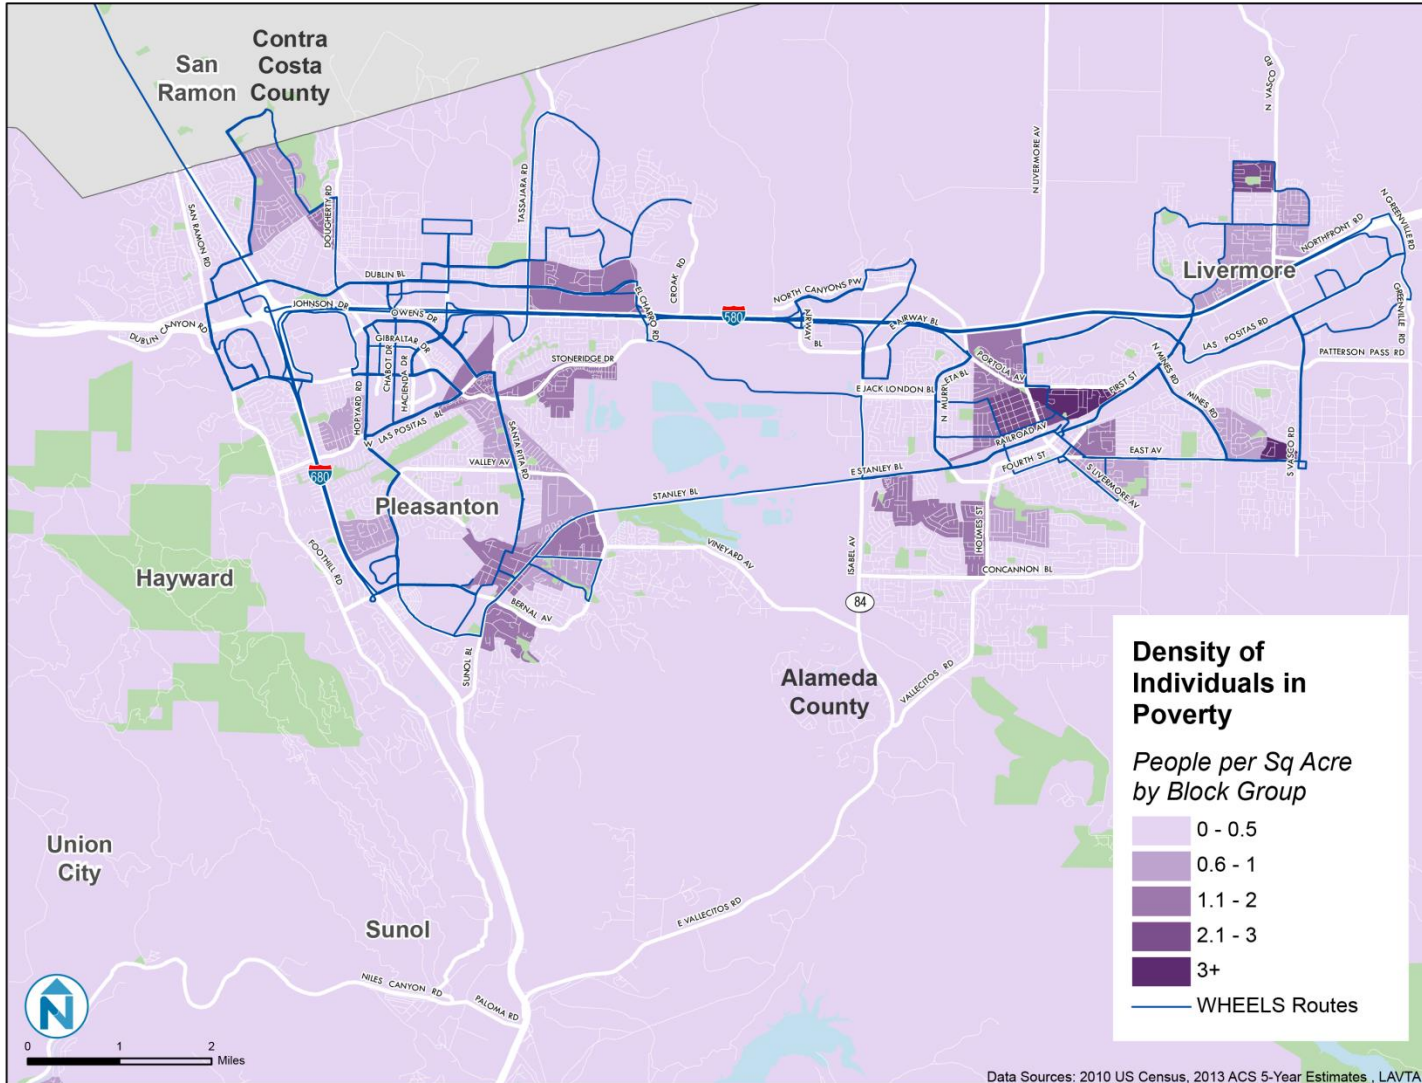 Contra
Costa
County
San
Ramon
N VASCO RD
N LIVERMORE AV
TASSAJARA RD
DOUGHERTY RD
SAN RAMON RD
N GREENVILLE RD
NORTHFRONT RD
Livermore
DUBLIN BL
CROAK RD
EL CHARRO RD
NORTH CANYONS PW
JOHNSON DR
OWENS DR
580
AIRWAY BL
E AIRWAY BL
GREENVILLE RD
DUBLIN CANYON RD
GIBRALTAR DR
LAS POSITAS RD
CHABOT DR
HACIENDA DR
STONERIDGE DR
PORTOLA AV
N MINES RD
PATTERSON PASS RD
HOPYARD RD
E JACK LONDON BL
N MURRIETA BL
FIRST ST
MINES RD
W LAS POSITAS BL
SANTA RITA RD
RAILROAD AV
680
VALLEY AV
E STANLEY BL
FOURTH ST
EAST AV
S VASCO RD
S LIVERMORE AV
STANLEY BL
Pleasanton
HOLMES ST
VINEYARD AV
ISABEL AV
FOOTHILL RD
Hayward
CONCANNON BL
BERNAL AV
84
SUNOL BL
Alameda
County
VALLECITOS RD
Union
City
E VALLECITOS RD
Sunol
NILES CANYON RD
PALOMA RD
Density of
Individuals in
Poverty
People per Sq Acre
by Block Group
0 - 0.5
0.6 - 1
1.1 - 2
2.1 - 3
3+
WHEELS Routes
N
0 1 2
Miles
Data Sources: 2010 US Census, 2013 ACS 5-Year Estimates , LAVTA